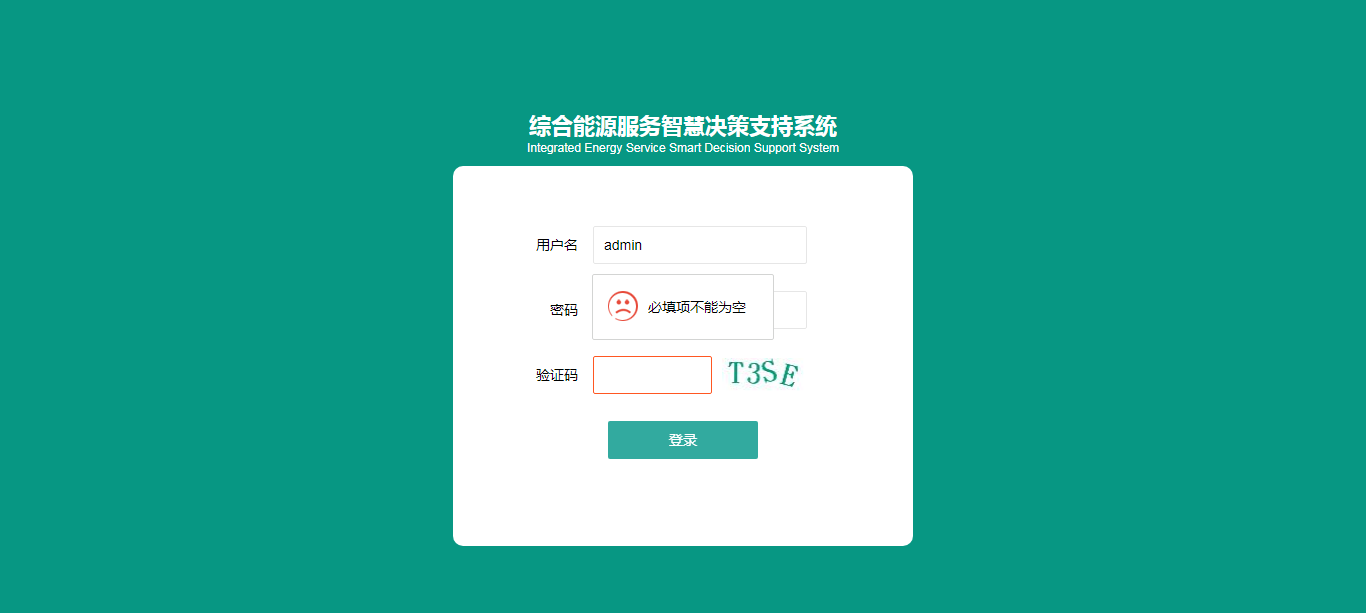 综合能源服务智慧决策支持系统
Integrated Energy Service Smart Decision Support System
用户名 admin
密码 必填项不能为空
验证码 T3SE
登录